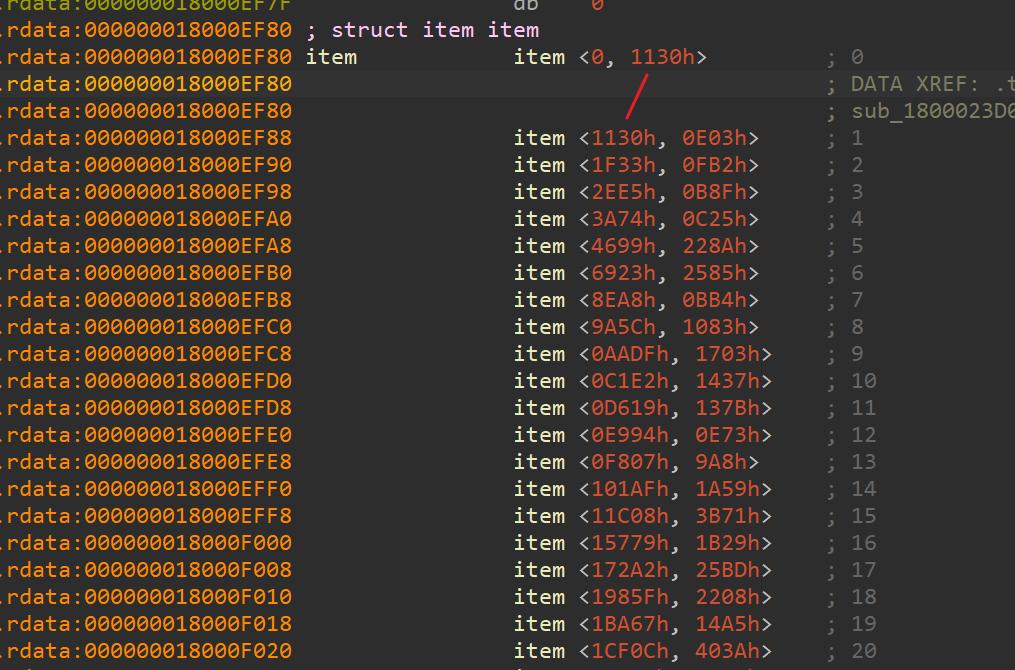 .rdata:000000018000EF7F db 0
.rdata:000000018000EF80 ; struct item item
.rdata:000000018000EF80 item item <0, 1130h> ; 0
.rdata:000000018000EF80 ; DATA XREF: .t
.rdata:000000018000EF80 ; sub_1800023D0
.rdata:000000018000EF88 item <1130h, 0E03h> ; 1
.rdata:000000018000EF90 item <1F33h, 0FB2h> ; 2
.rdata:000000018000EF98 item <2EE5h, 0B8Fh> ; 3
.rdata:000000018000EFA0 item <3A74h, 0C25h> ; 4
.rdata:000000018000EFA8 item <4699h, 228Ah> ; 5
.rdata:000000018000EFB0 item <6923h, 2585h> ; 6
.rdata:000000018000EFB8 item <8EA8h, 0BB4h> ; 7
.rdata:000000018000EFC0 item <9A5Ch, 1083h> ; 8
.rdata:000000018000EFC8 item <0AADFh, 1703h> ; 9
.rdata:000000018000EFD0 item <0C1E2h, 1437h> ; 10
.rdata:000000018000EFD8 item <0D619h, 137Bh> ; 11
.rdata:000000018000EFE0 item <0E994h, 0E73h> ; 12
.rdata:000000018000EFE8 item <0F807h, 9A8h> ; 13
.rdata:000000018000EFF0 item <101AFh, 1A59h> ; 14
.rdata:000000018000EFF8 item <11C08h, 3B71h> ; 15
.rdata:000000018000F000 item <15779h, 1B29h> ; 16
.rdata:000000018000F008 item <172A2h, 25BDh> ; 17
.rdata:000000018000F010 item <1985Fh, 2208h> ; 18
.rdata:000000018000F018 item <1BA67h, 14A5h> ; 19
.rdata:000000018000F020 item <1CF0Ch, 403Ah> ; 20